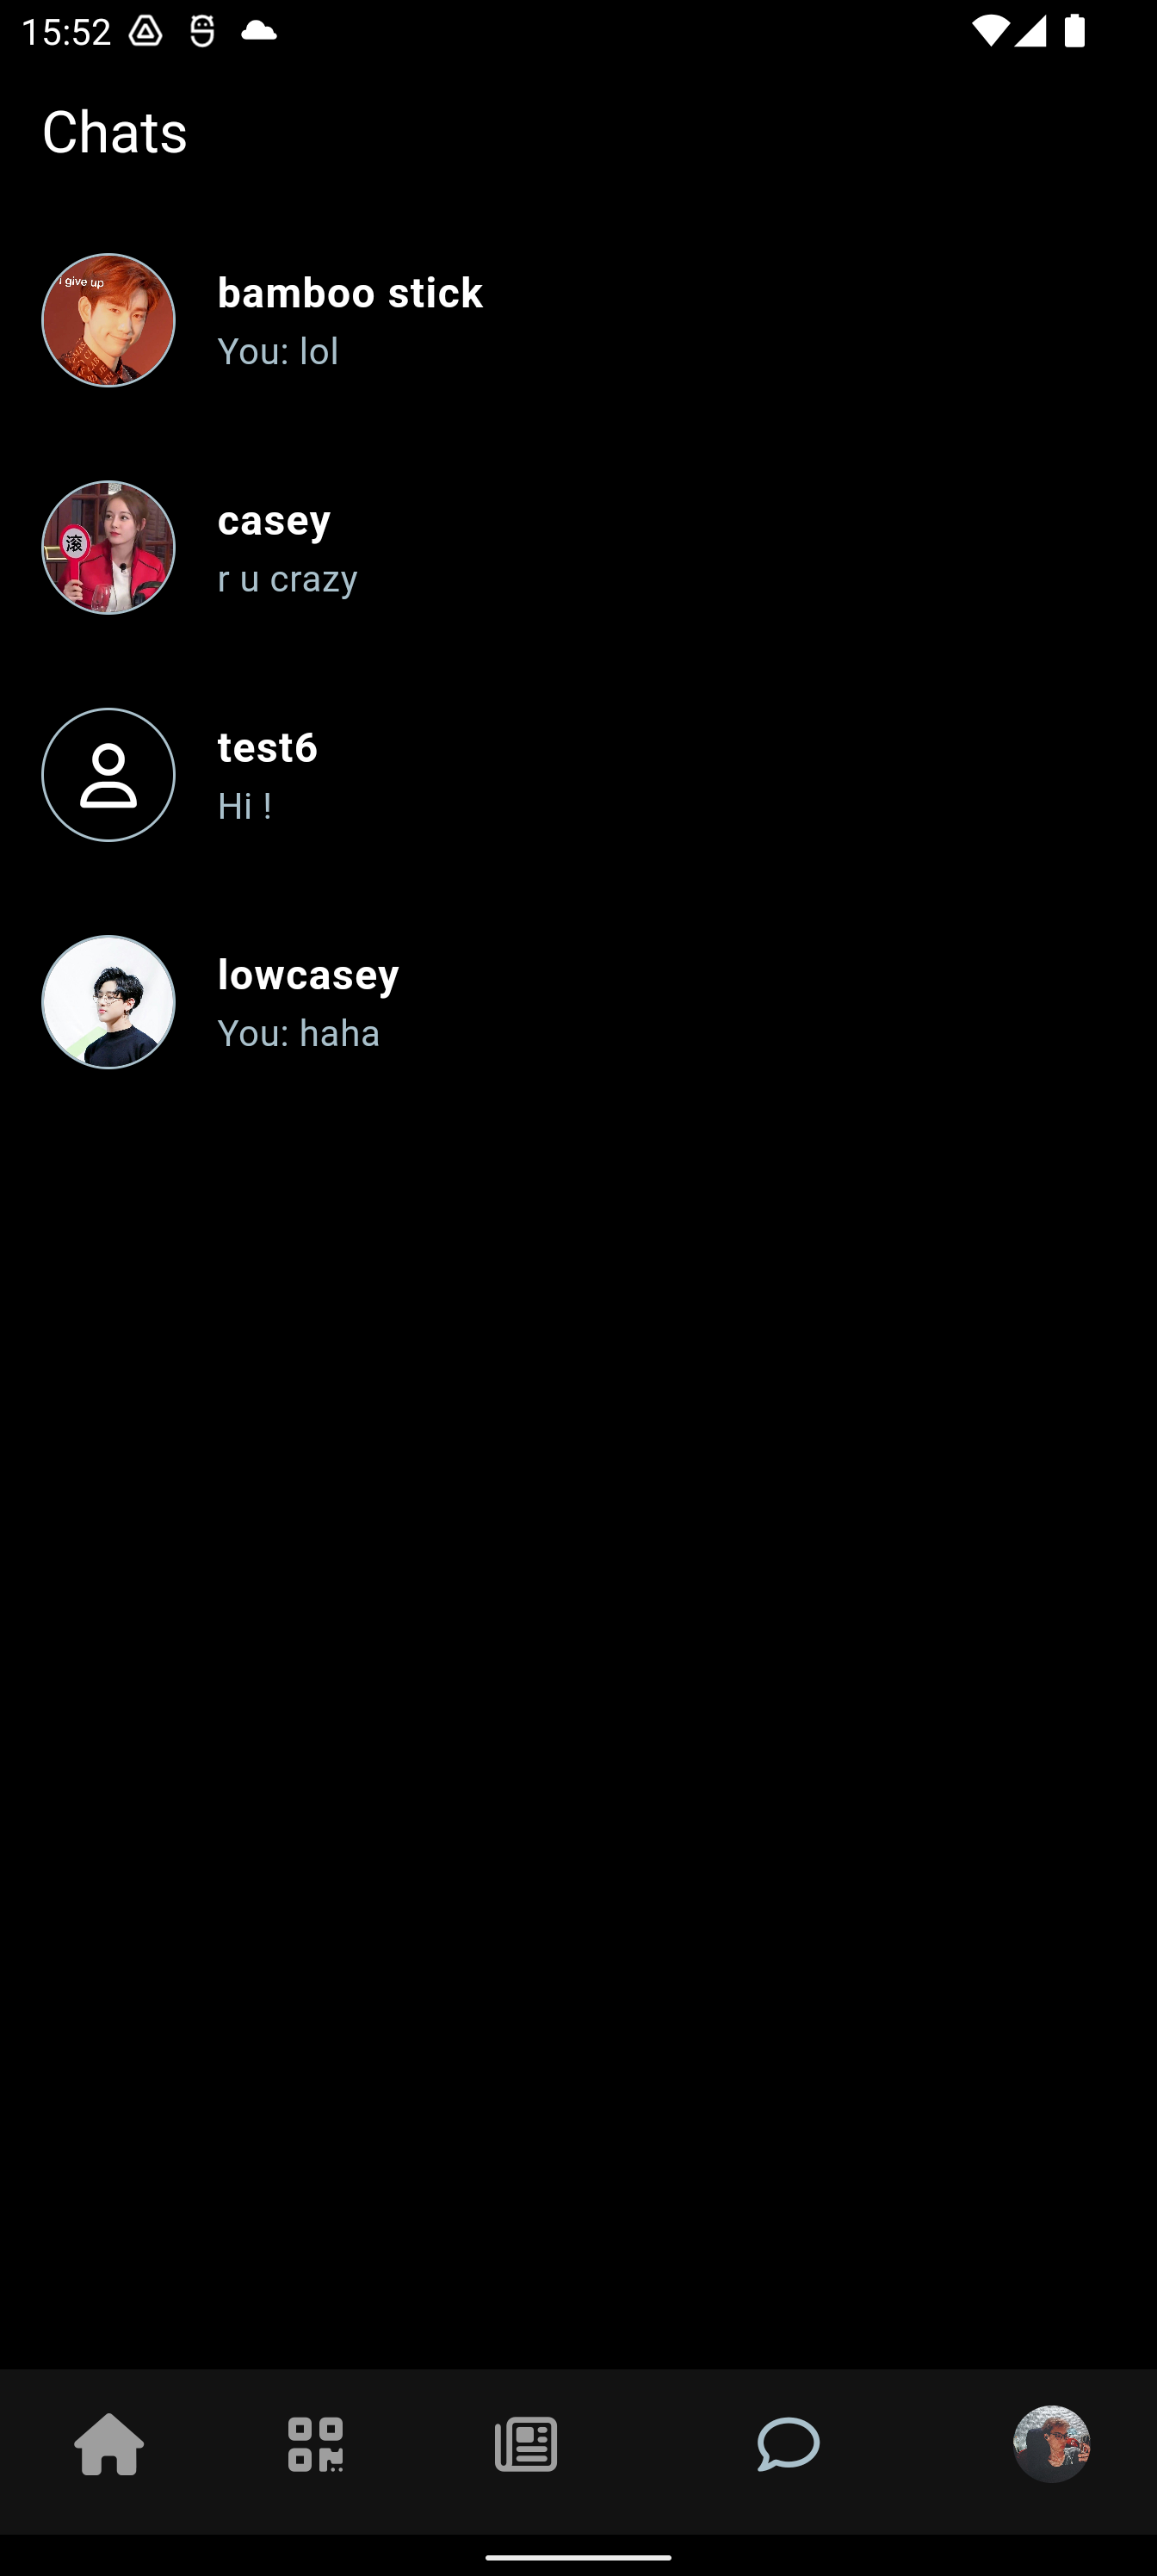 15:52
Chats
i give up
bamboo stick
You: lol
casey
滚
r u crazy
test6
Hi !
lowcasey
You: haha